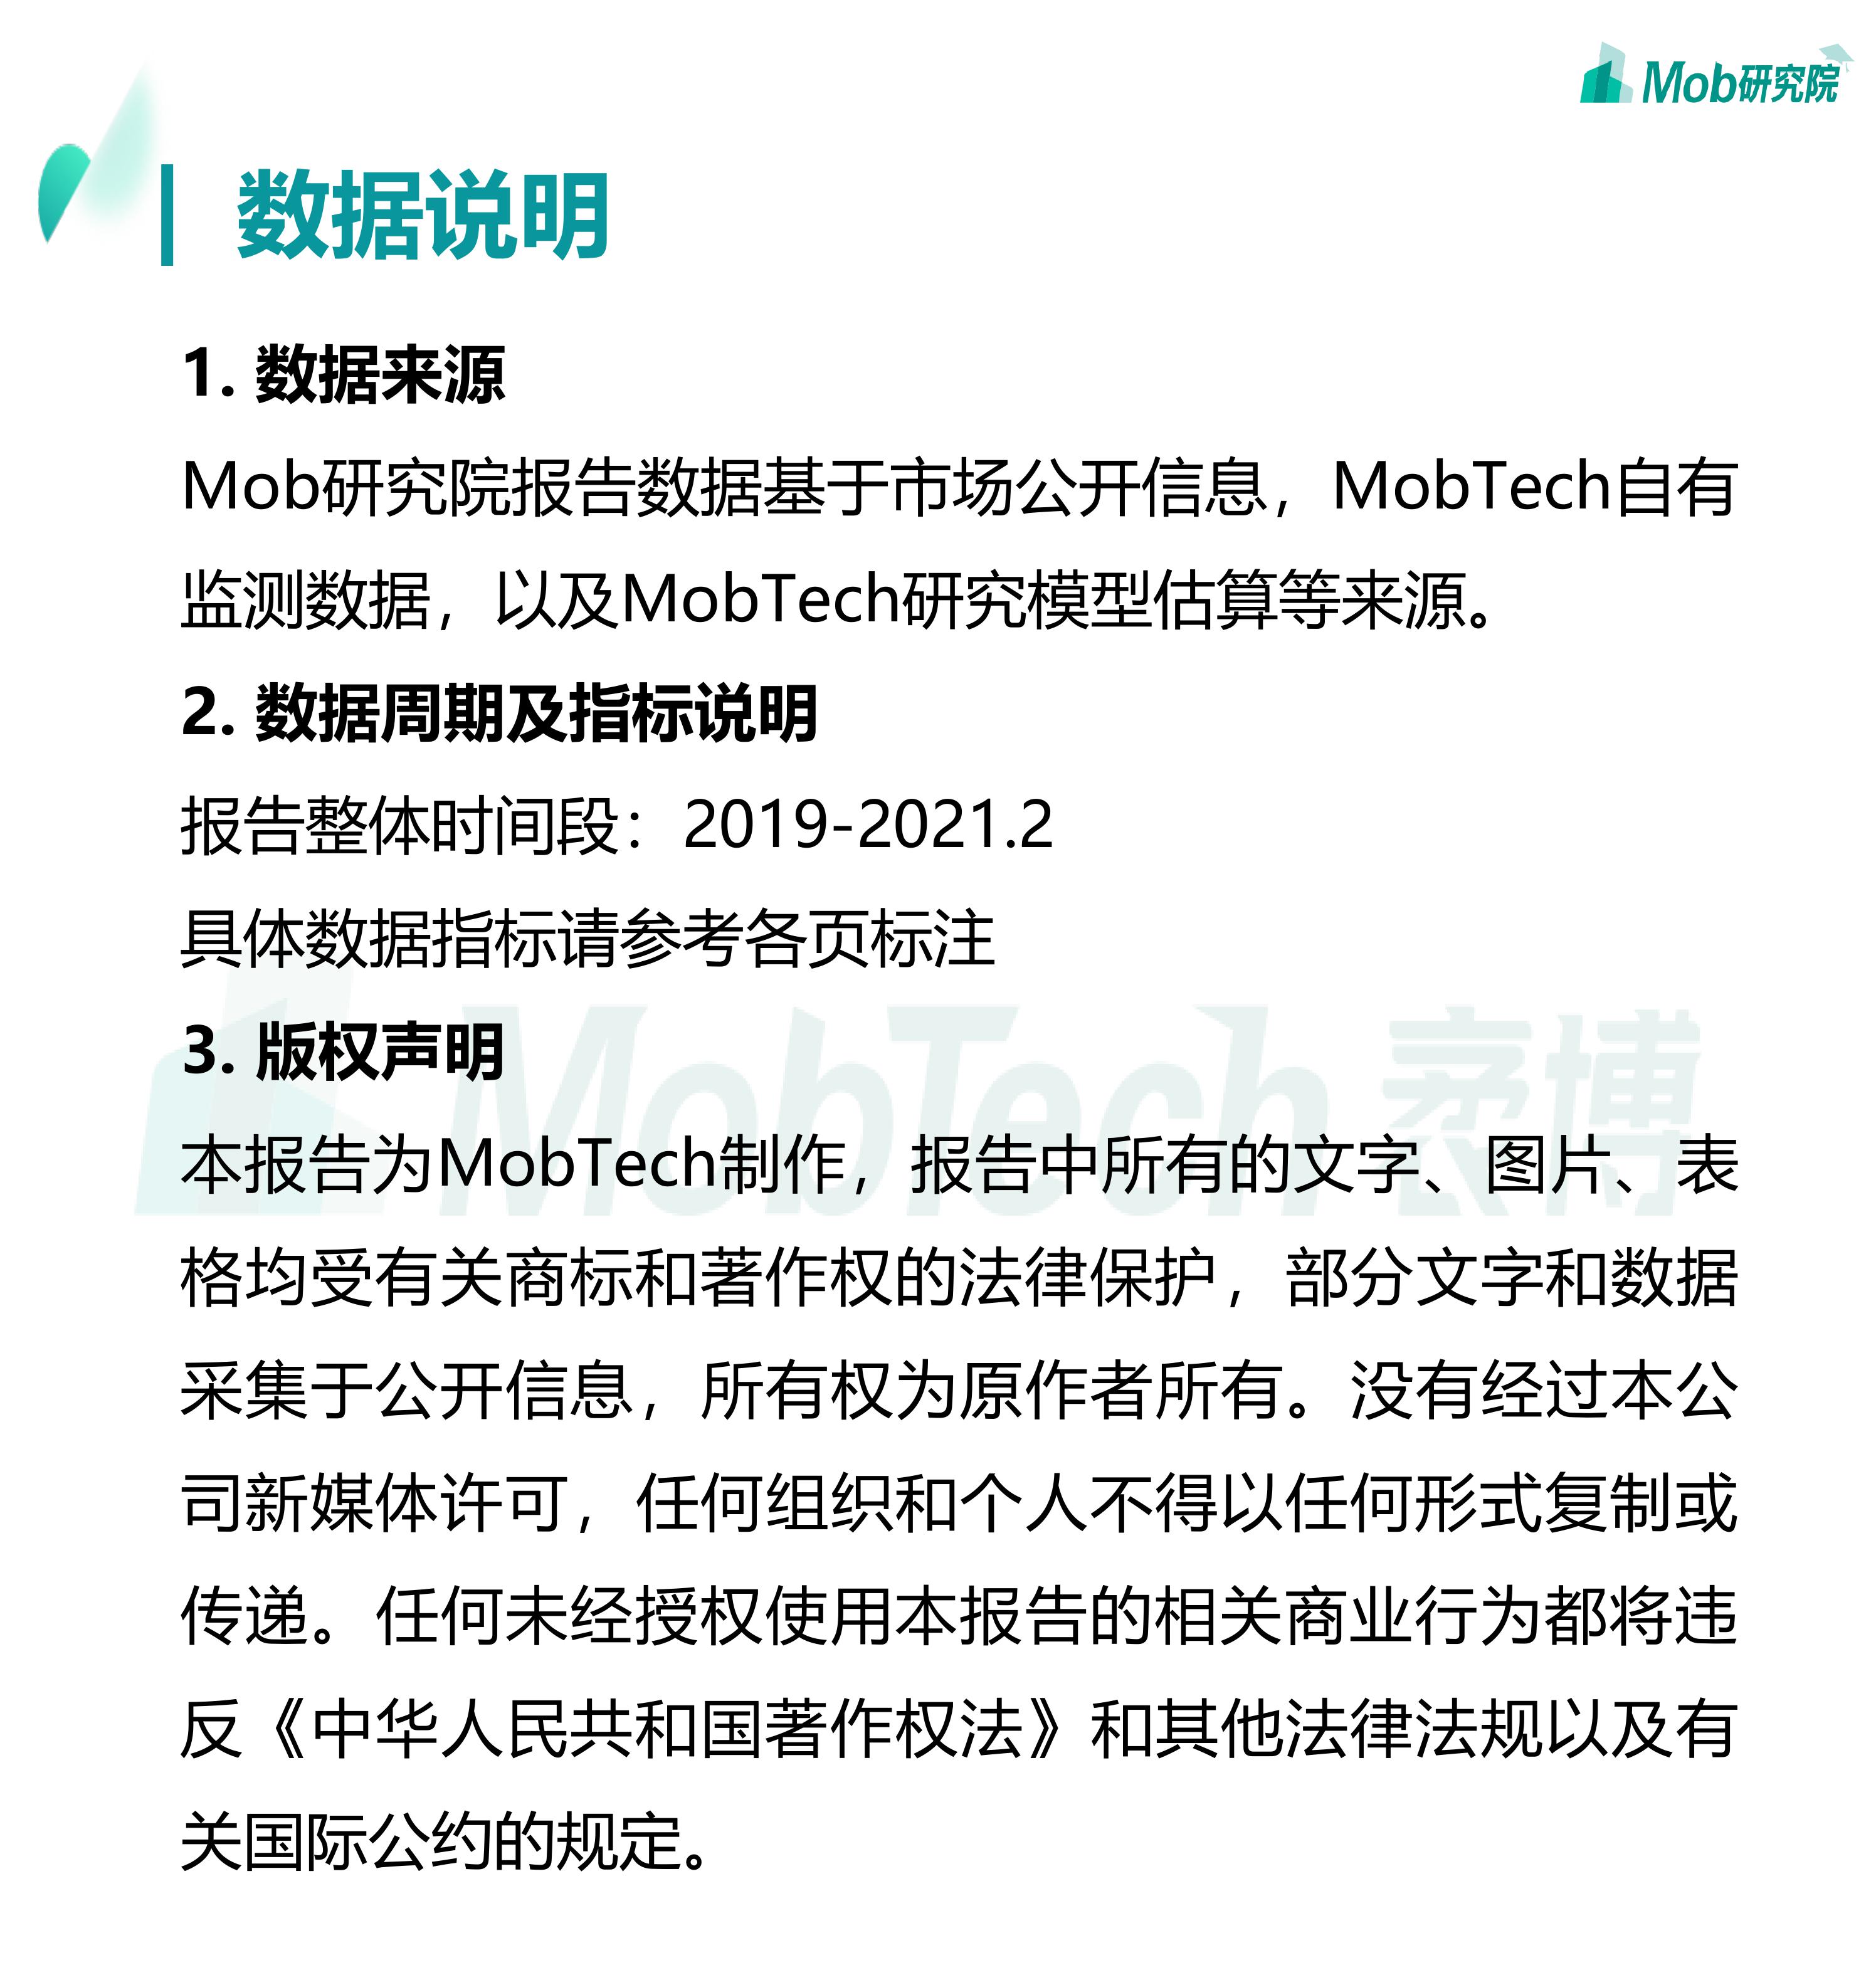 Mob研究院
数据说明
1. 数据来源
Mob研究院报告数据基于市场公开信息，MobTech自有
监测数据，以及MobTech研究模型估算等来源。
2. 数据周期及指标说明
报告整体时间段：2019-2021.2
具体数据指标请参考各页标注
3. 版权声明
MobTech 袤博
本报告为MobTech制作，报告中所有的文字、图片、表
格均受有关商标和著作权的法律保护，部分文字和数据
采集于公开信息，所有权为原作者所有。没有经过本公
司新媒体许可，任何组织和个人不得以任何形式复制或
传递。任何未经授权使用本报告的相关商业行为都将违
反《中华人民共和国著作权法》和其他法律法规以及有
关国际公约的规定。